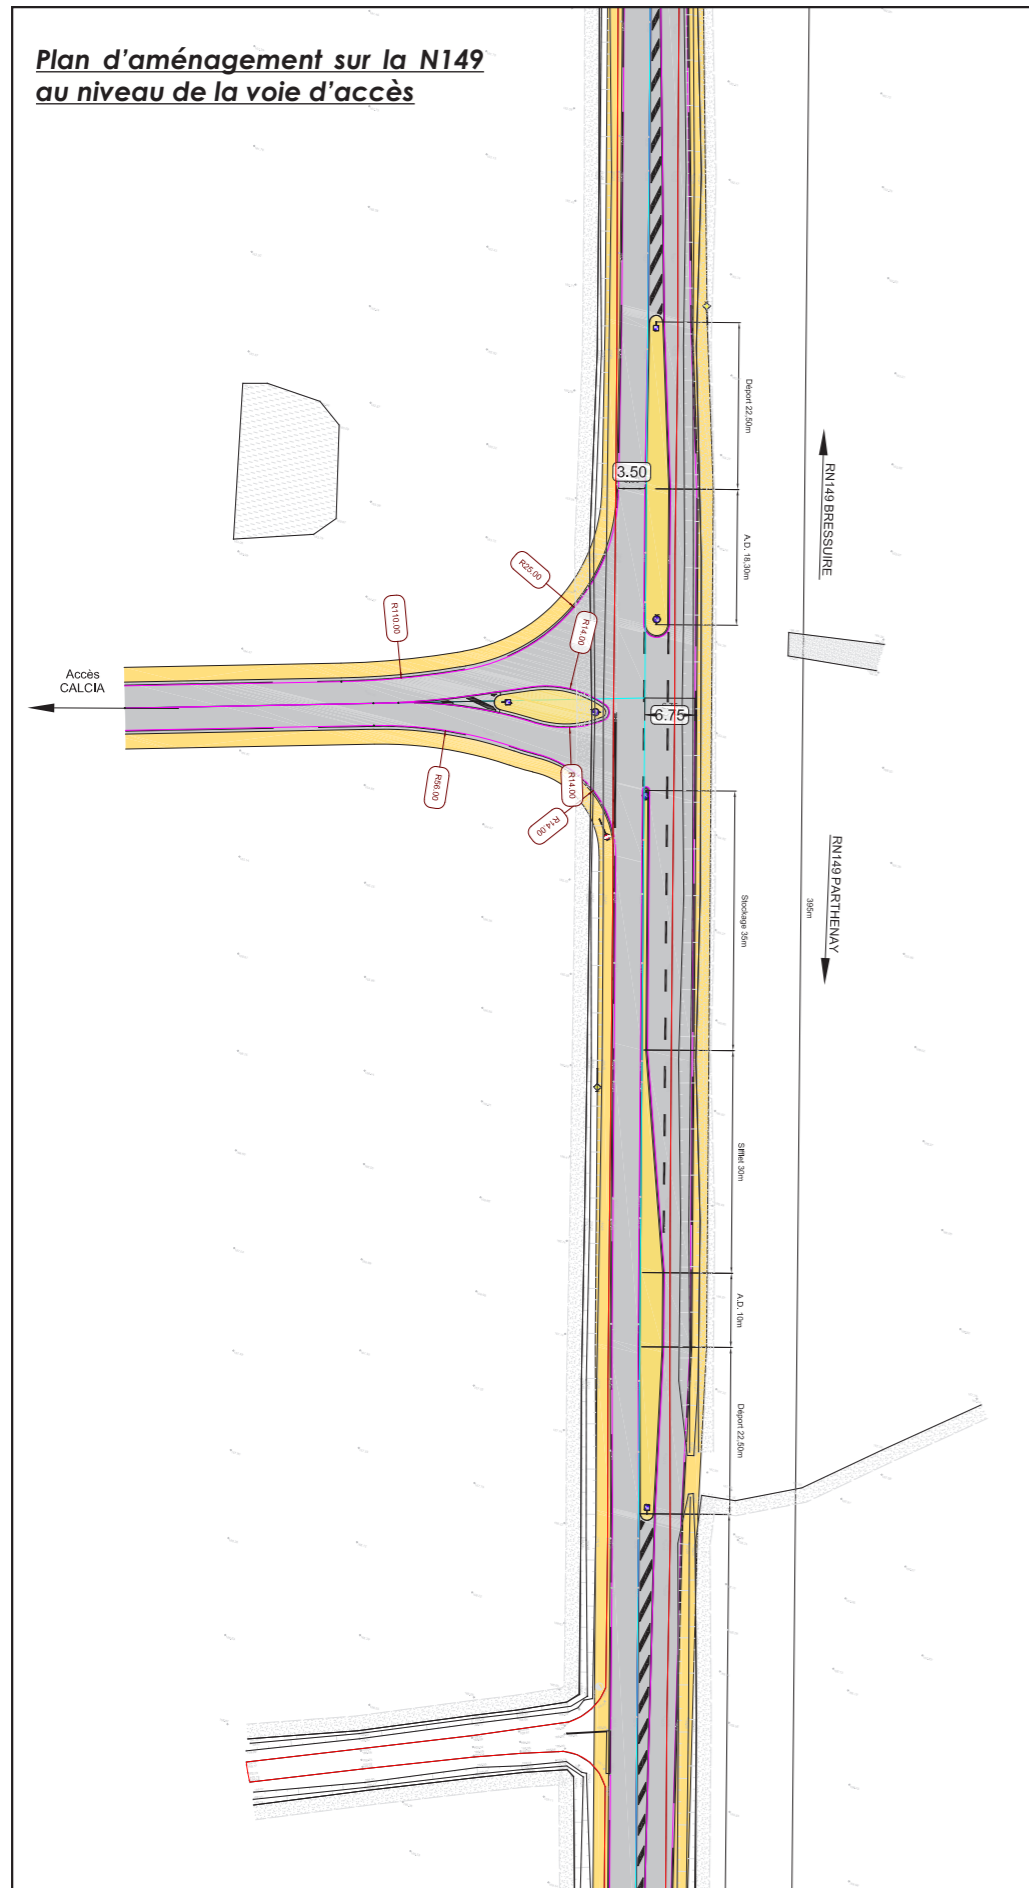 Plan d’aménagement sur la N149
au niveau de la voie d’accès
Déport 22,50m
3.50
A.D. 18,30m
RN149 BRESSUIRE
R25.00
R110.00
R14.00
Accès
CALCIA
6.75
R56.00
R14.00
R14.00
Stockage 35m
RN149 PARTHENAY
395m
Sifflet 30m
A.D. 10m
Déport 22,50m